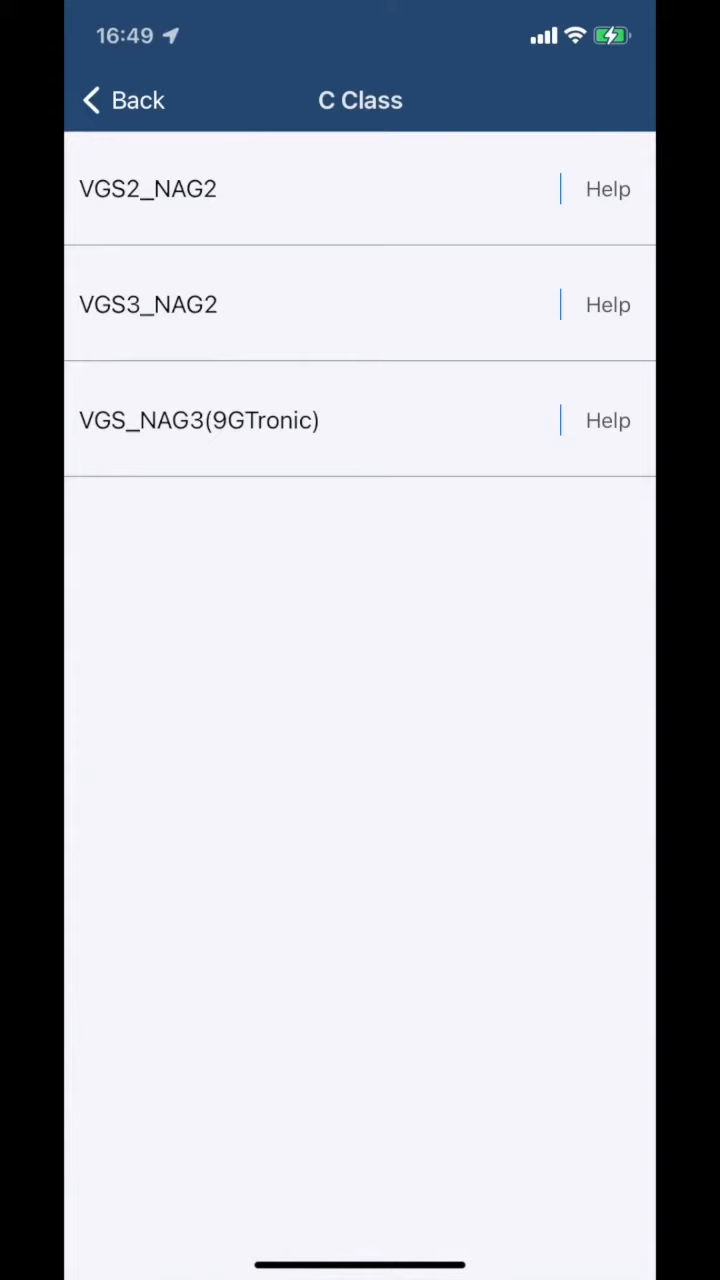 16:49
Back
C Class
VGS2_NAG2
Help
VGS3_NAG2
Help
VGS_NAG3(9GTronic)
Help